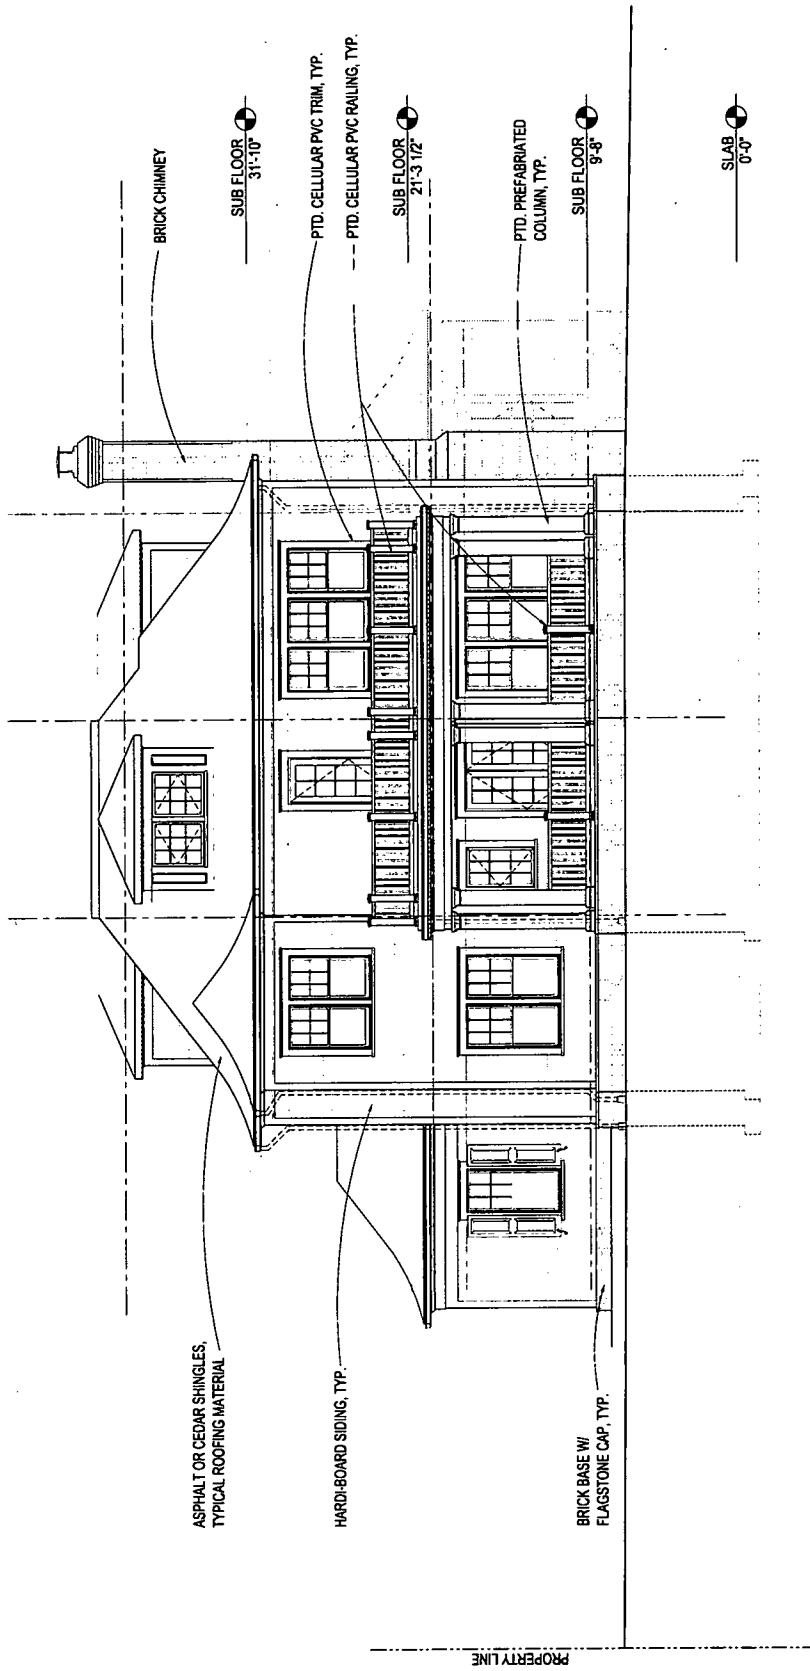 BRICK CHIMNEY
SUB FLOOR
31'-10"
PTD. CELLULAR PVC TRIM, TYP.
PTD. CELLULAR PVC RAILING, TYP.
SUB FLOOR
21'-3 1/2"
PTD. PREFABRIATED
COLUMN, TYP.
SUB FLOOR
9'-8"
SLAB
0'-0"
ASPHALT OR CEDAR SHINGLES,
TYPICAL ROOFING MATERIAL
HARDI-BOARD SIDING, TYP.
BRICK BASE W/
FLAGSTONE CAP, TYP.
PROPERTY LINE